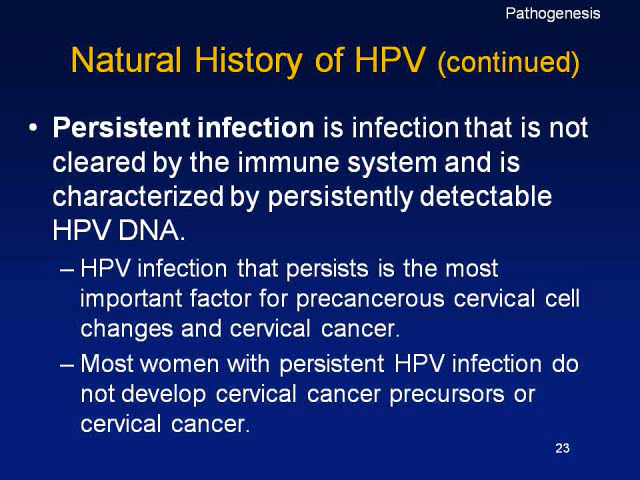 Pathogenesis
Natural History of HPV (continued)
• Persistent infection is infection that is not
cleared by the immune system and is
characterized by persistently detectable
HPV DNA.
– HPV infection that persists is the most
important factor for precancerous cervical cell
changes and cervical cancer.
– Most women with persistent HPV infection do
not develop cervical cancer precursors or
cervical cancer.
23